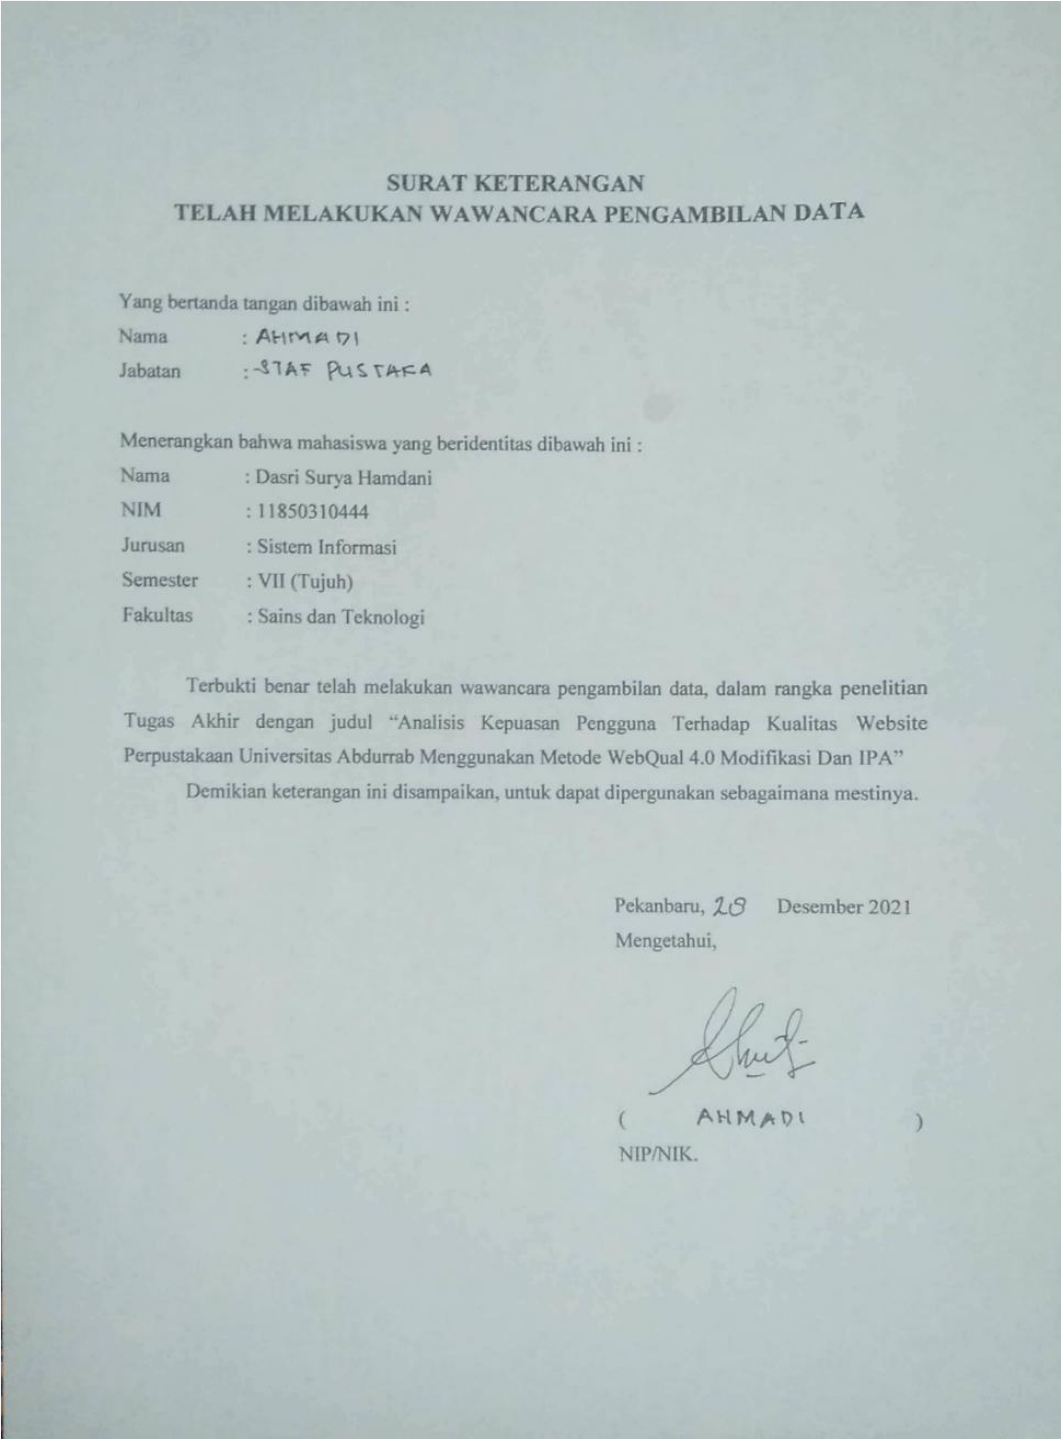 SURAT KETERANGAN
TELAH MELAKUKAN WAWANCARA PENGAMBILAN DATA
Yang bertanda tangan dibawah ini :
Nama : AHMADI
Jabatan : STAF PUSTAKA
Menerangkan bahwa mahasiswa yang beridentitas dibawah ini :
Nama : Dasri Surya Hamdani
NIM : 11850310444
Jurusan : Sistem Informasi
Semester : VII (Tujuh)
Fakultas : Sains dan Teknologi
Terbukti benar telah melakukan wawancara pengambilan data, dalam rangka penelitian
Tugas Akhir dengan judul “Analisis Kepuasan Pengguna Terhadap Kualitas Website
Perpustakaan Universitas Abdurrab Menggunakan Metode WebQual 4.0 Modifikasi Dan IPA”
Demikian keterangan ini disampaikan, untuk dapat dipergunakan sebagaimana mestinya.
Pekanbaru, Desember 2021
Mengetahui,
( AHMADI )
NIP/NIK.